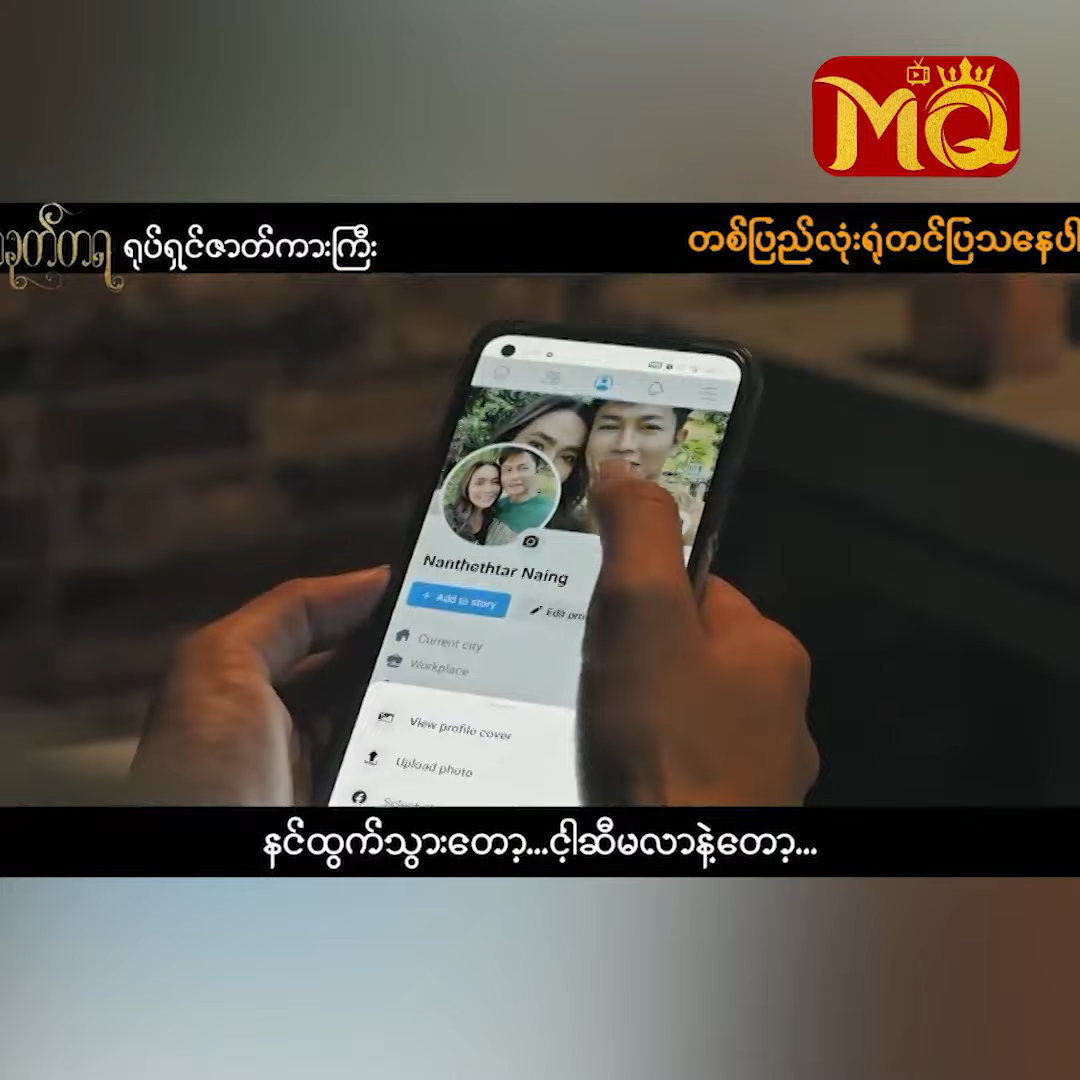 MQ
ရုပ်ရှင်ဇာတ်ကားကြီး
တစ်ပြည်လုံးရုံတင်ပြသနေပါ
Nanthethtar Naing
+ Add to story
Edit pro
Current city
Workplace
View profile cover
Upload photo
နင်ထွက်သွားတော့...ငါ့ဆီမလာနဲ့တော့...